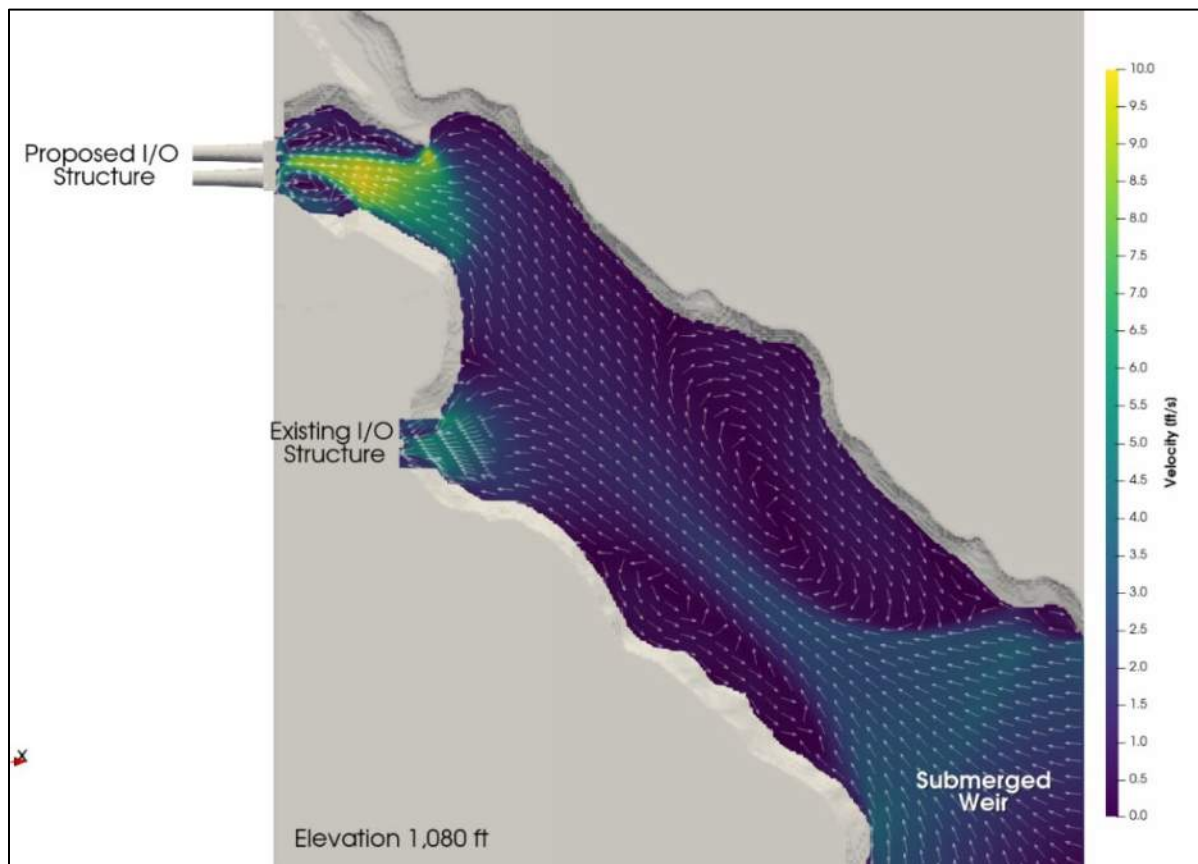 Proposed I/O
Structure
Existing I/O
Structure
Submerged
Weir
Elevation 1,080 ft
X
10.0
9.5
9.0
8.5
8.0
7.5
7.0
6.5
6.0
5.5
5.0
4.5
4.0
3.5
3.0
2.5
2.0
1.5
1.0
0.5
0.0
Velocity (ft/s)